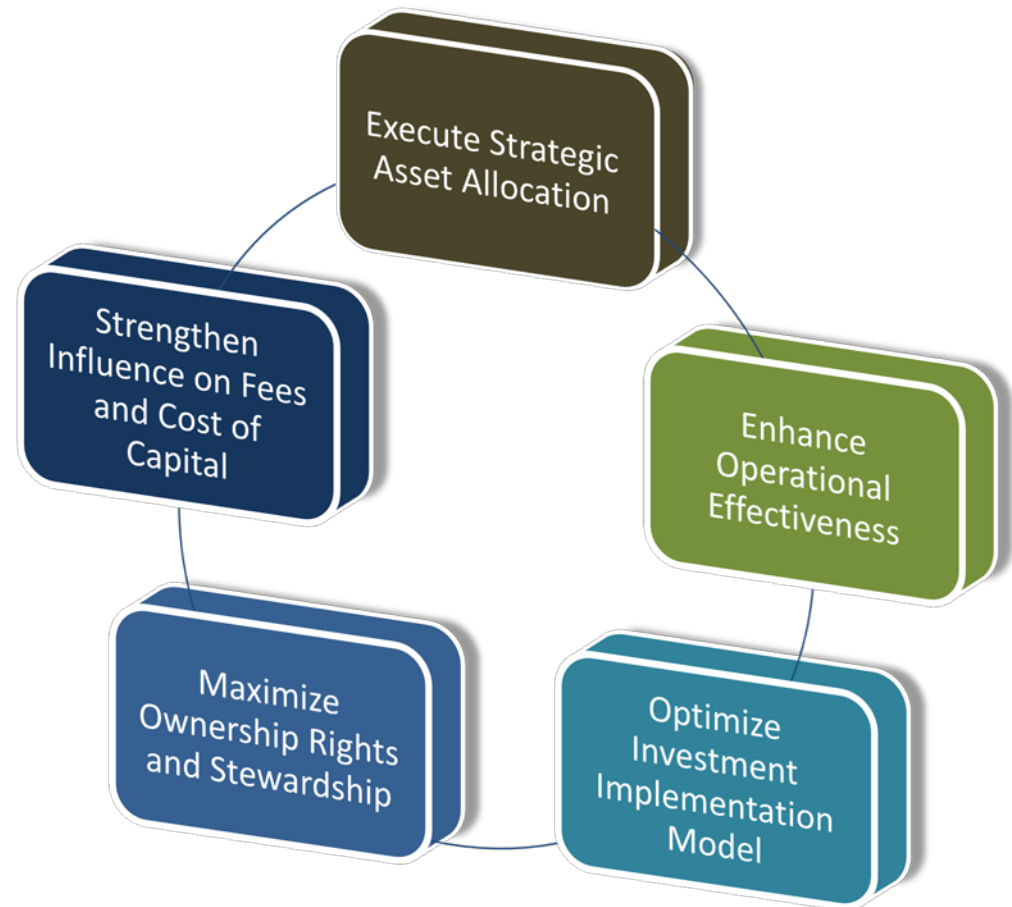 Execute Strategic
Asset Allocation
Enhance
Operational
Effectiveness
Optimize
Investment
Implementation
Model
Maximize
Ownership Rights
and Stewardship
Strengthen
Influence on Fees
and Cost of
Capital